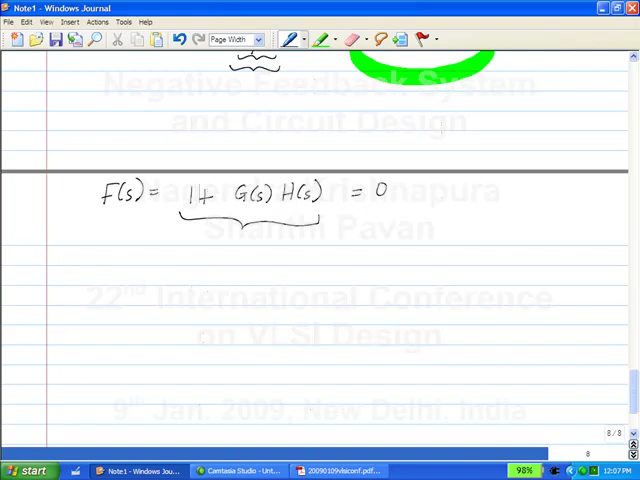 Note1 - Windows Journal
File Edit View Insert Actions Tools Help
Page Width
Negative Feedback System
and Circuit Design
F(s) = 1+ G(s) H(s) = 0
Krishnapura
Shanthi Pavan
22nd International Conference
on VLSI Design
9th Jan. 2009, New Delhi, India
8 / 8
8
start
Note1 - Windows Jou...
Camtasia Studio - Unt...
20090109vlsiconf.pdf...
98%
12:07 PM